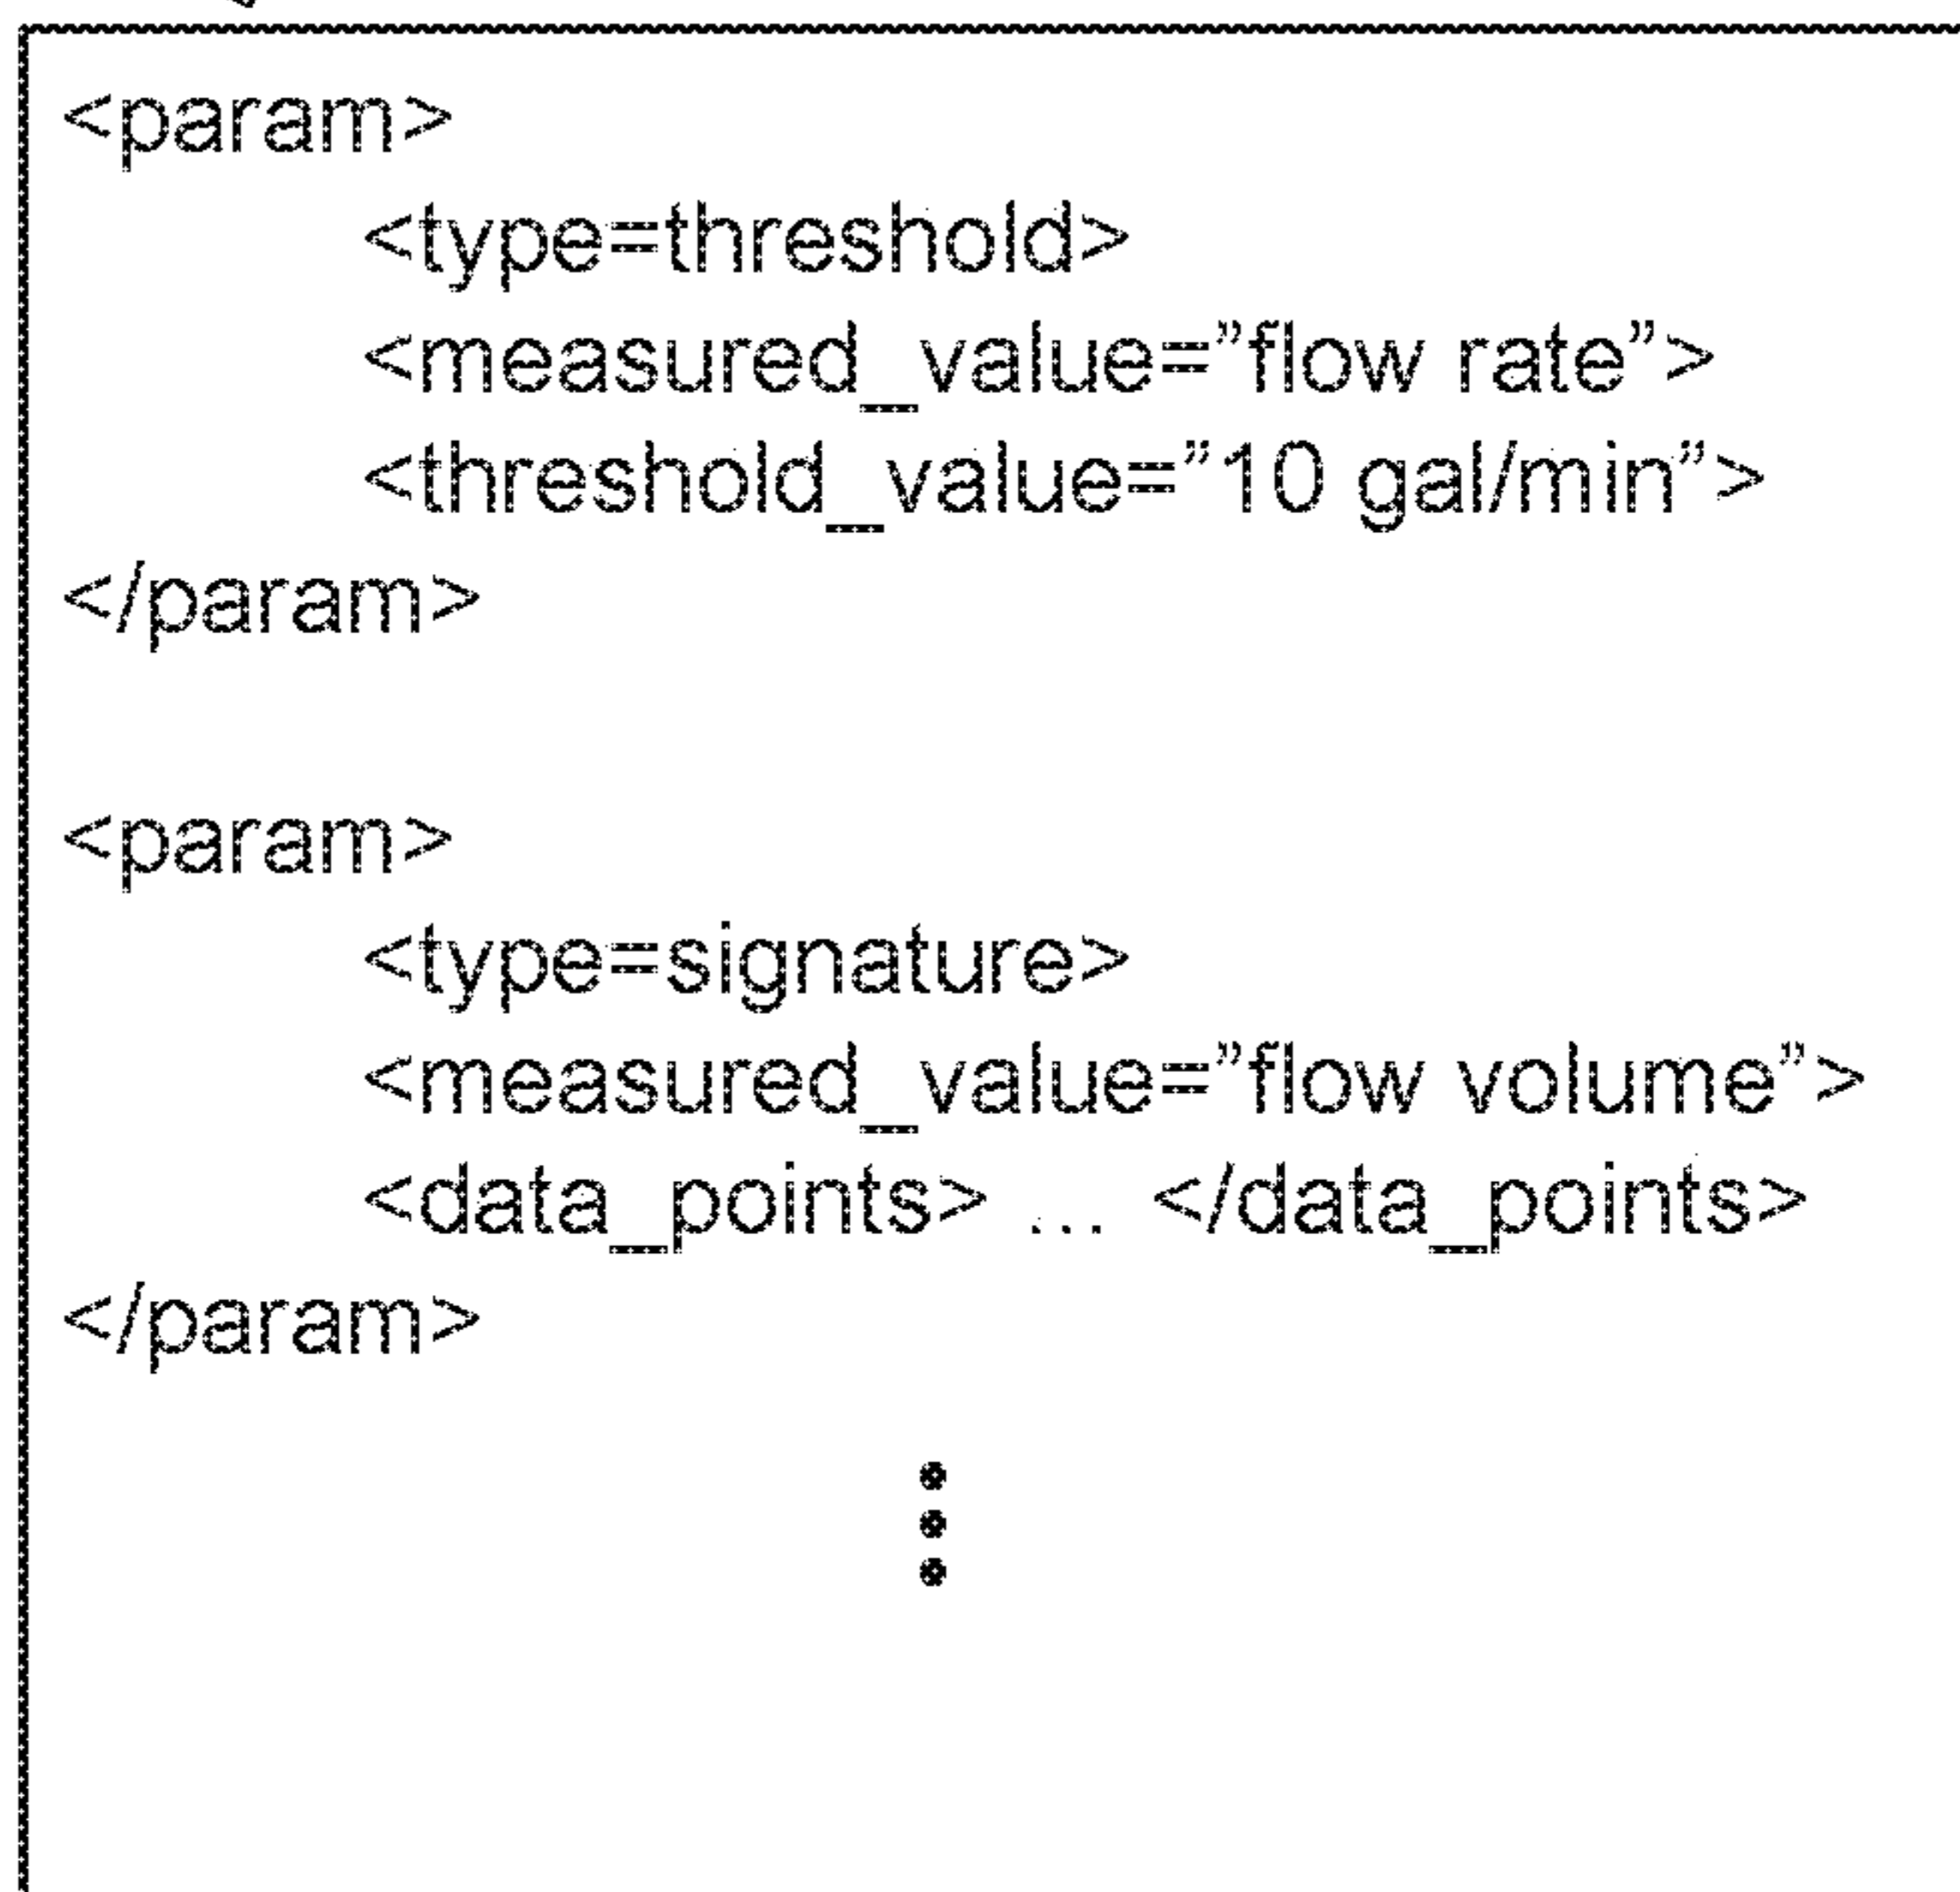 <param>
<type=threshold>
<measured_value=”flow rate”>
<threshold_value=”10 gal/min”>
</param>
<param>
<type=signature>
<measured_value=”flow volume”>
<data_points> ... </data_points>
</param>